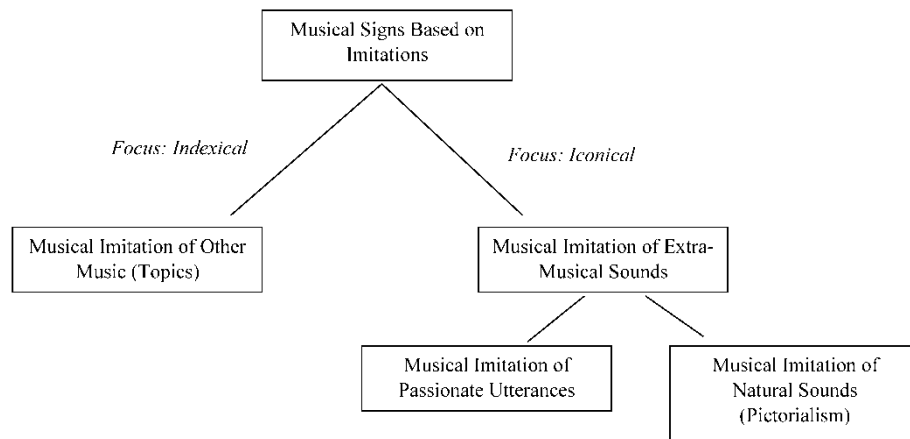 Musical Signs Based on
Imitations
Focus: Indexical
Focus: Iconical
Musical Imitation of Other
Music (Topics)
Musical Imitation of Extra-
Musical Sounds
Musical Imitation of
Passionate Utterances
Musical Imitation of
Natural Sounds
(Pictorialism)